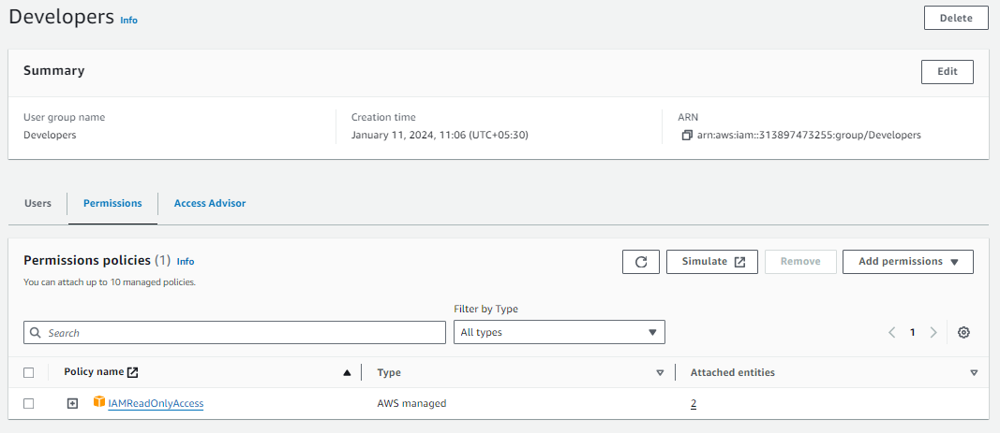 Developers Info
Delete
Summary
Edit
User group name
Developers
Creation time
January 11, 2024, 11:06 (UTC+05:30)
ARN
arn:aws:iam::313897473255:group/Developers
Users
Permissions
Access Advisor
Permissions policies (1) Info
You can attach up to 10 managed policies.
Simulate
Remove
Add permissions
Filter by Type
Search
All types
1
Policy name
Type
Attached entities
IAMReadOnlyAccess
AWS managed
2